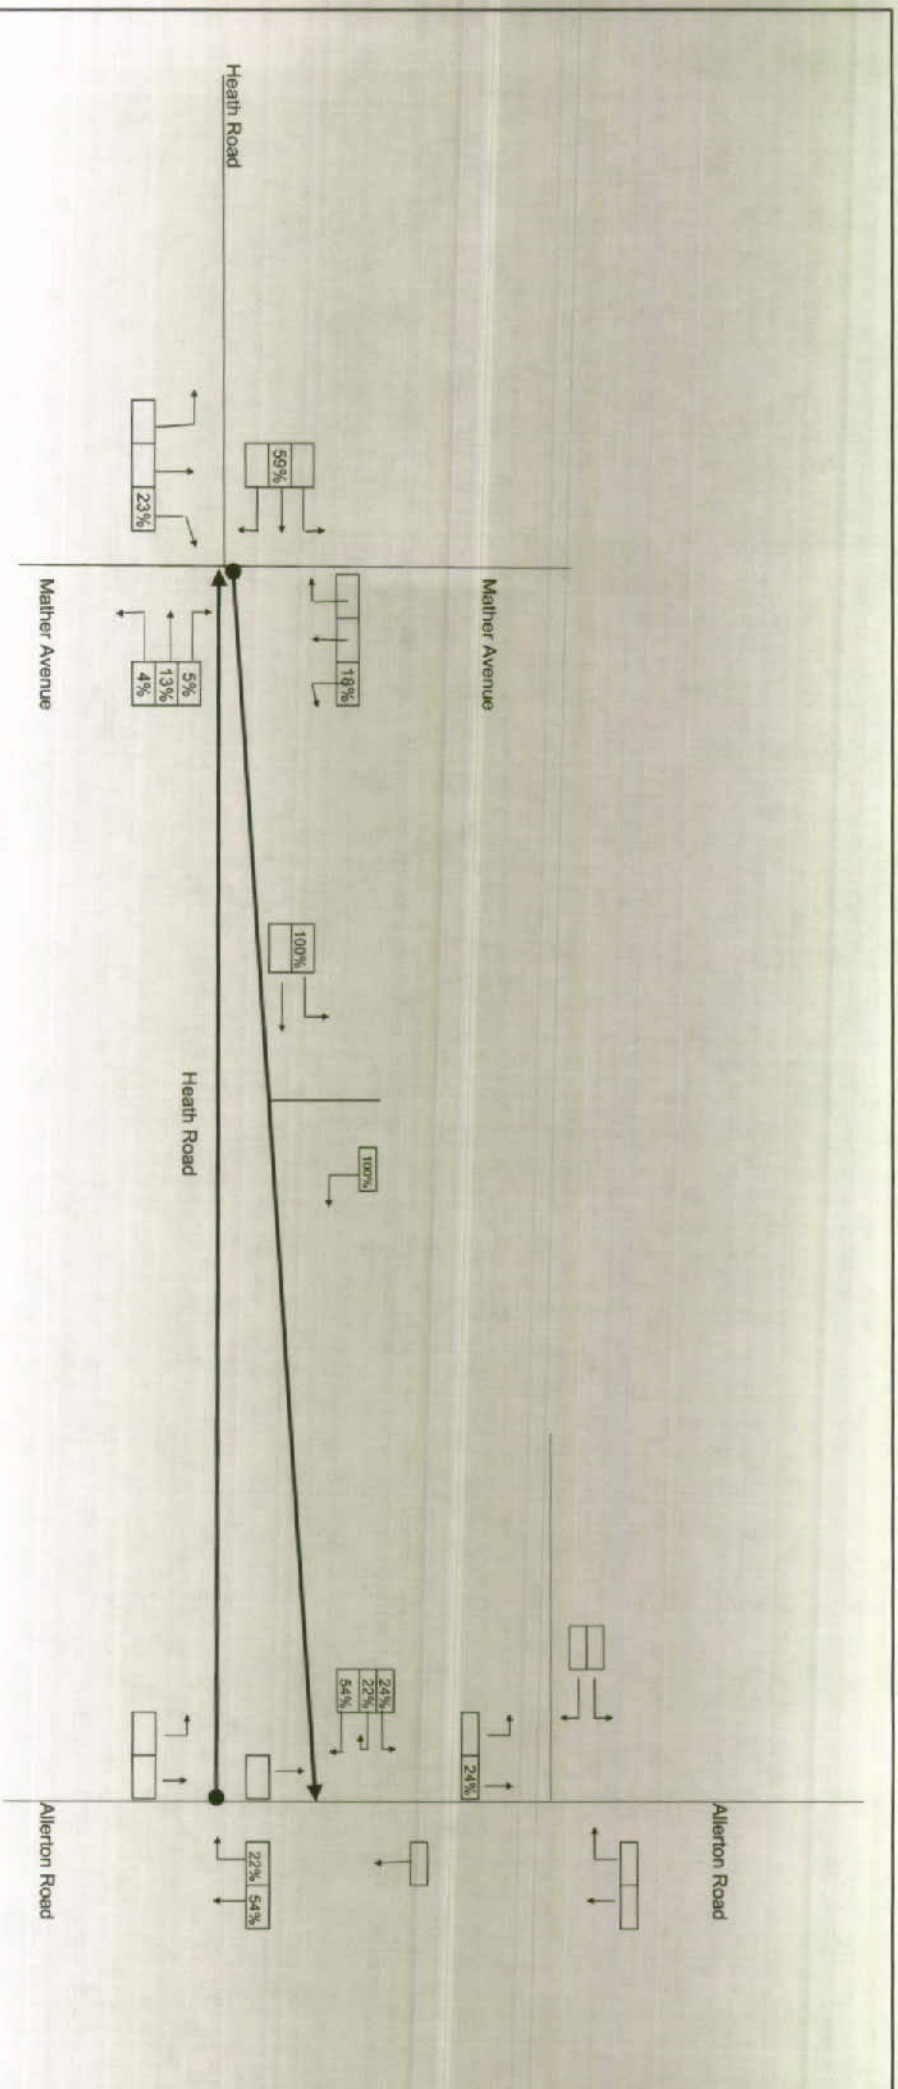 Allerton Road
Mather Avenue
24%
24%
22%
54%
100%
18%
100%
59%
22% 54%
Heath Road
5%
13%
4%
Heath Road
23%
Mather Avenue
Allerton Road